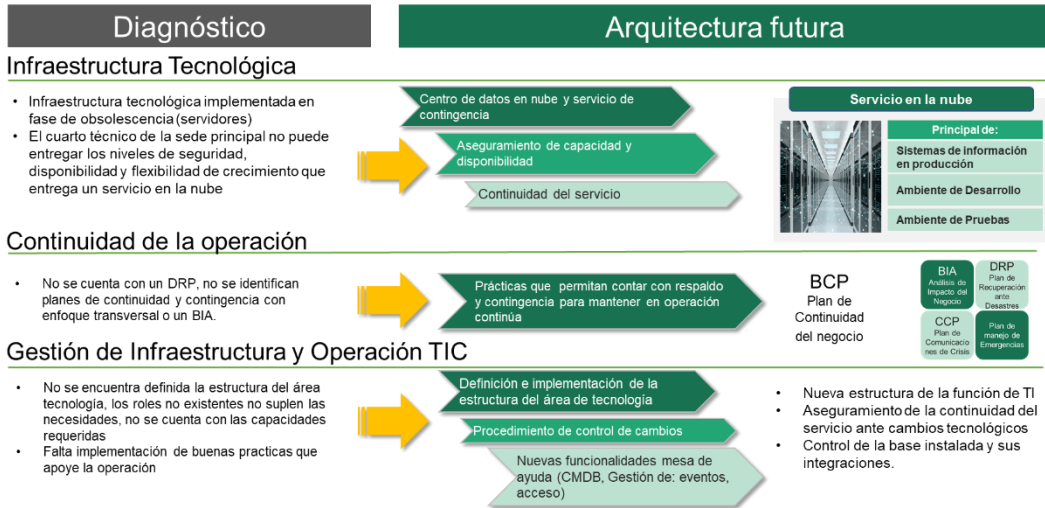 Diagnóstico
Arquitectura futura
Infraestructura Tecnológica
• Infraestructura tecnológica implementada en
fase de obsolescencia (servidores)
• El cuarto técnico de la sede principal no puede
entregar los niveles de seguridad,
disponibilidad y flexibilidad de crecimiento que
entrega un servicio en la nube
Centro de datos en nube y servicio de
contingencia
Aseguramiento de capacidad y
disponibilidad
Continuidad del servicio
Servicio en la nube
Principal de:
Sistemas de información
en producción
Ambiente de Desarrollo
Ambiente de Pruebas
Continuidad de la operación
• No se cuenta con un DRP, no se identifican
planes de continuidad y contingencia con
enfoque transversal o un BIA.
Prácticas que permitan contar con respaldo
y contingencia para mantener en operación
continúa
BCP
Plan de
Continuidad
del negocio
BIA
Análisis de
Impacto del
Negocio
DRP
Plan de
Recuperación
ante
Desastres
CCP
Plan de
Comunicacio
nes de Crisis
Plan de
manejo de
Emergencias
Gestión de Infraestructura y Operación TIC
• No se encuentra definida la estructura del área
tecnología, los roles no existentes no suplen las
necesidades, no se cuenta con las capacidades
requeridas
• Falta implementación de buenas practicas que
apoye la operación
Definición e implementación de la
estructura del área de tecnología
Procedimiento de control de cambios
Nuevas funcionalidades mesa de
ayuda (CMDB, Gestión de: eventos,
acceso)
• Nueva estructura de la función de TI
• Aseguramiento de la continuidad del
servicio ante cambios tecnológicos
• Control de la base instalada y sus
integraciones.